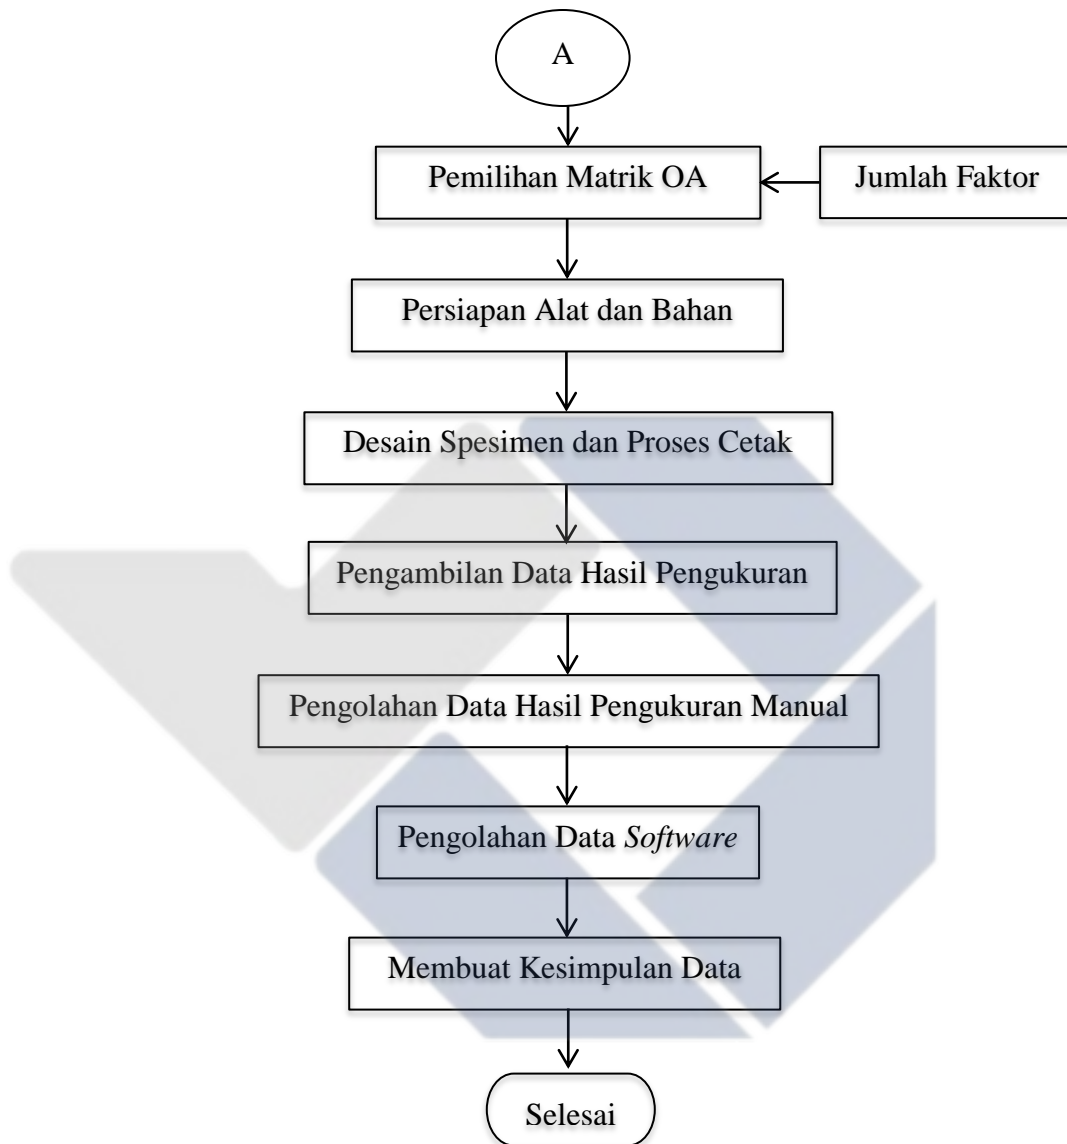 A
Pemilihan Matrik OA
Jumlah Faktor
Persiapan Alat dan Bahan
Desain Spesimen dan Proses Cetak
Pengambilan Data Hasil Pengukuran
Pengolahan Data Hasil Pengukuran Manual
Pengolahan Data Software
Membuat Kesimpulan Data
Selesai